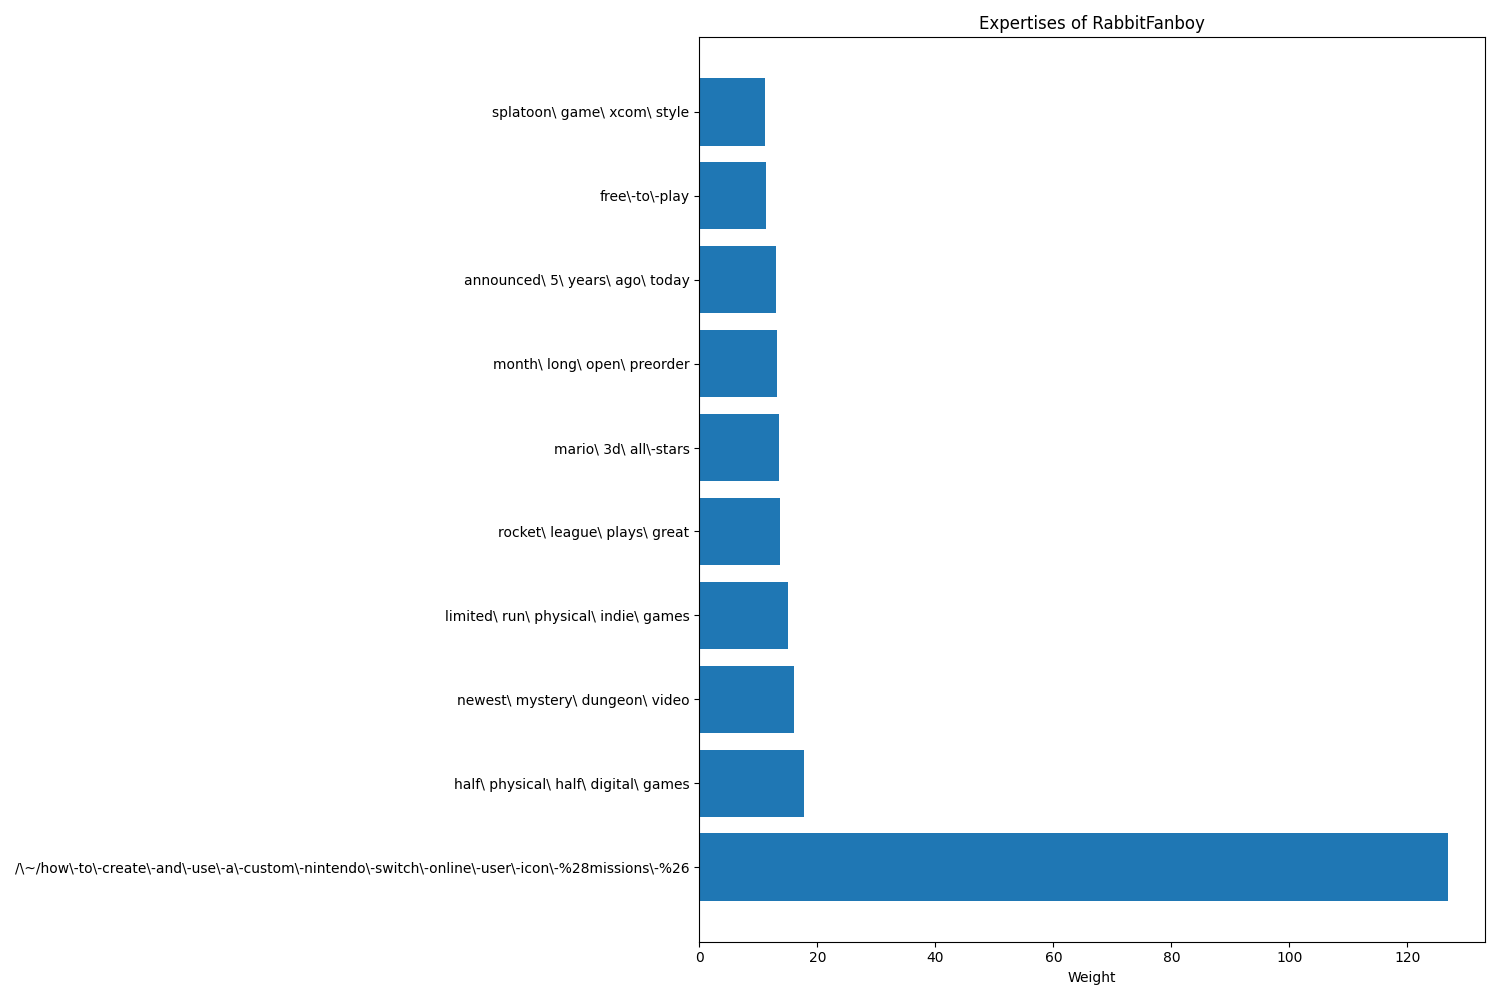 Expertises of RabbitFanboy
splatoon\ game\ xcom\ style
free\-to\-play
announced\ 5\ years\ ago\ today
month\ long\ open\ preorder
mario\ 3d\ all\-stars
rocket\ league\ plays\ great
limited\ run\ physical\ indie\ games
newest\ mystery\ dungeon\ video
half\ physical\ half\ digital\ games
/\~/how\-to\-create\-and\-use\-a\-custom\-nintendo\-switch\-online\-user\-icon\-%28missions\-%26
0 20 40 60 80 100 120
Weight